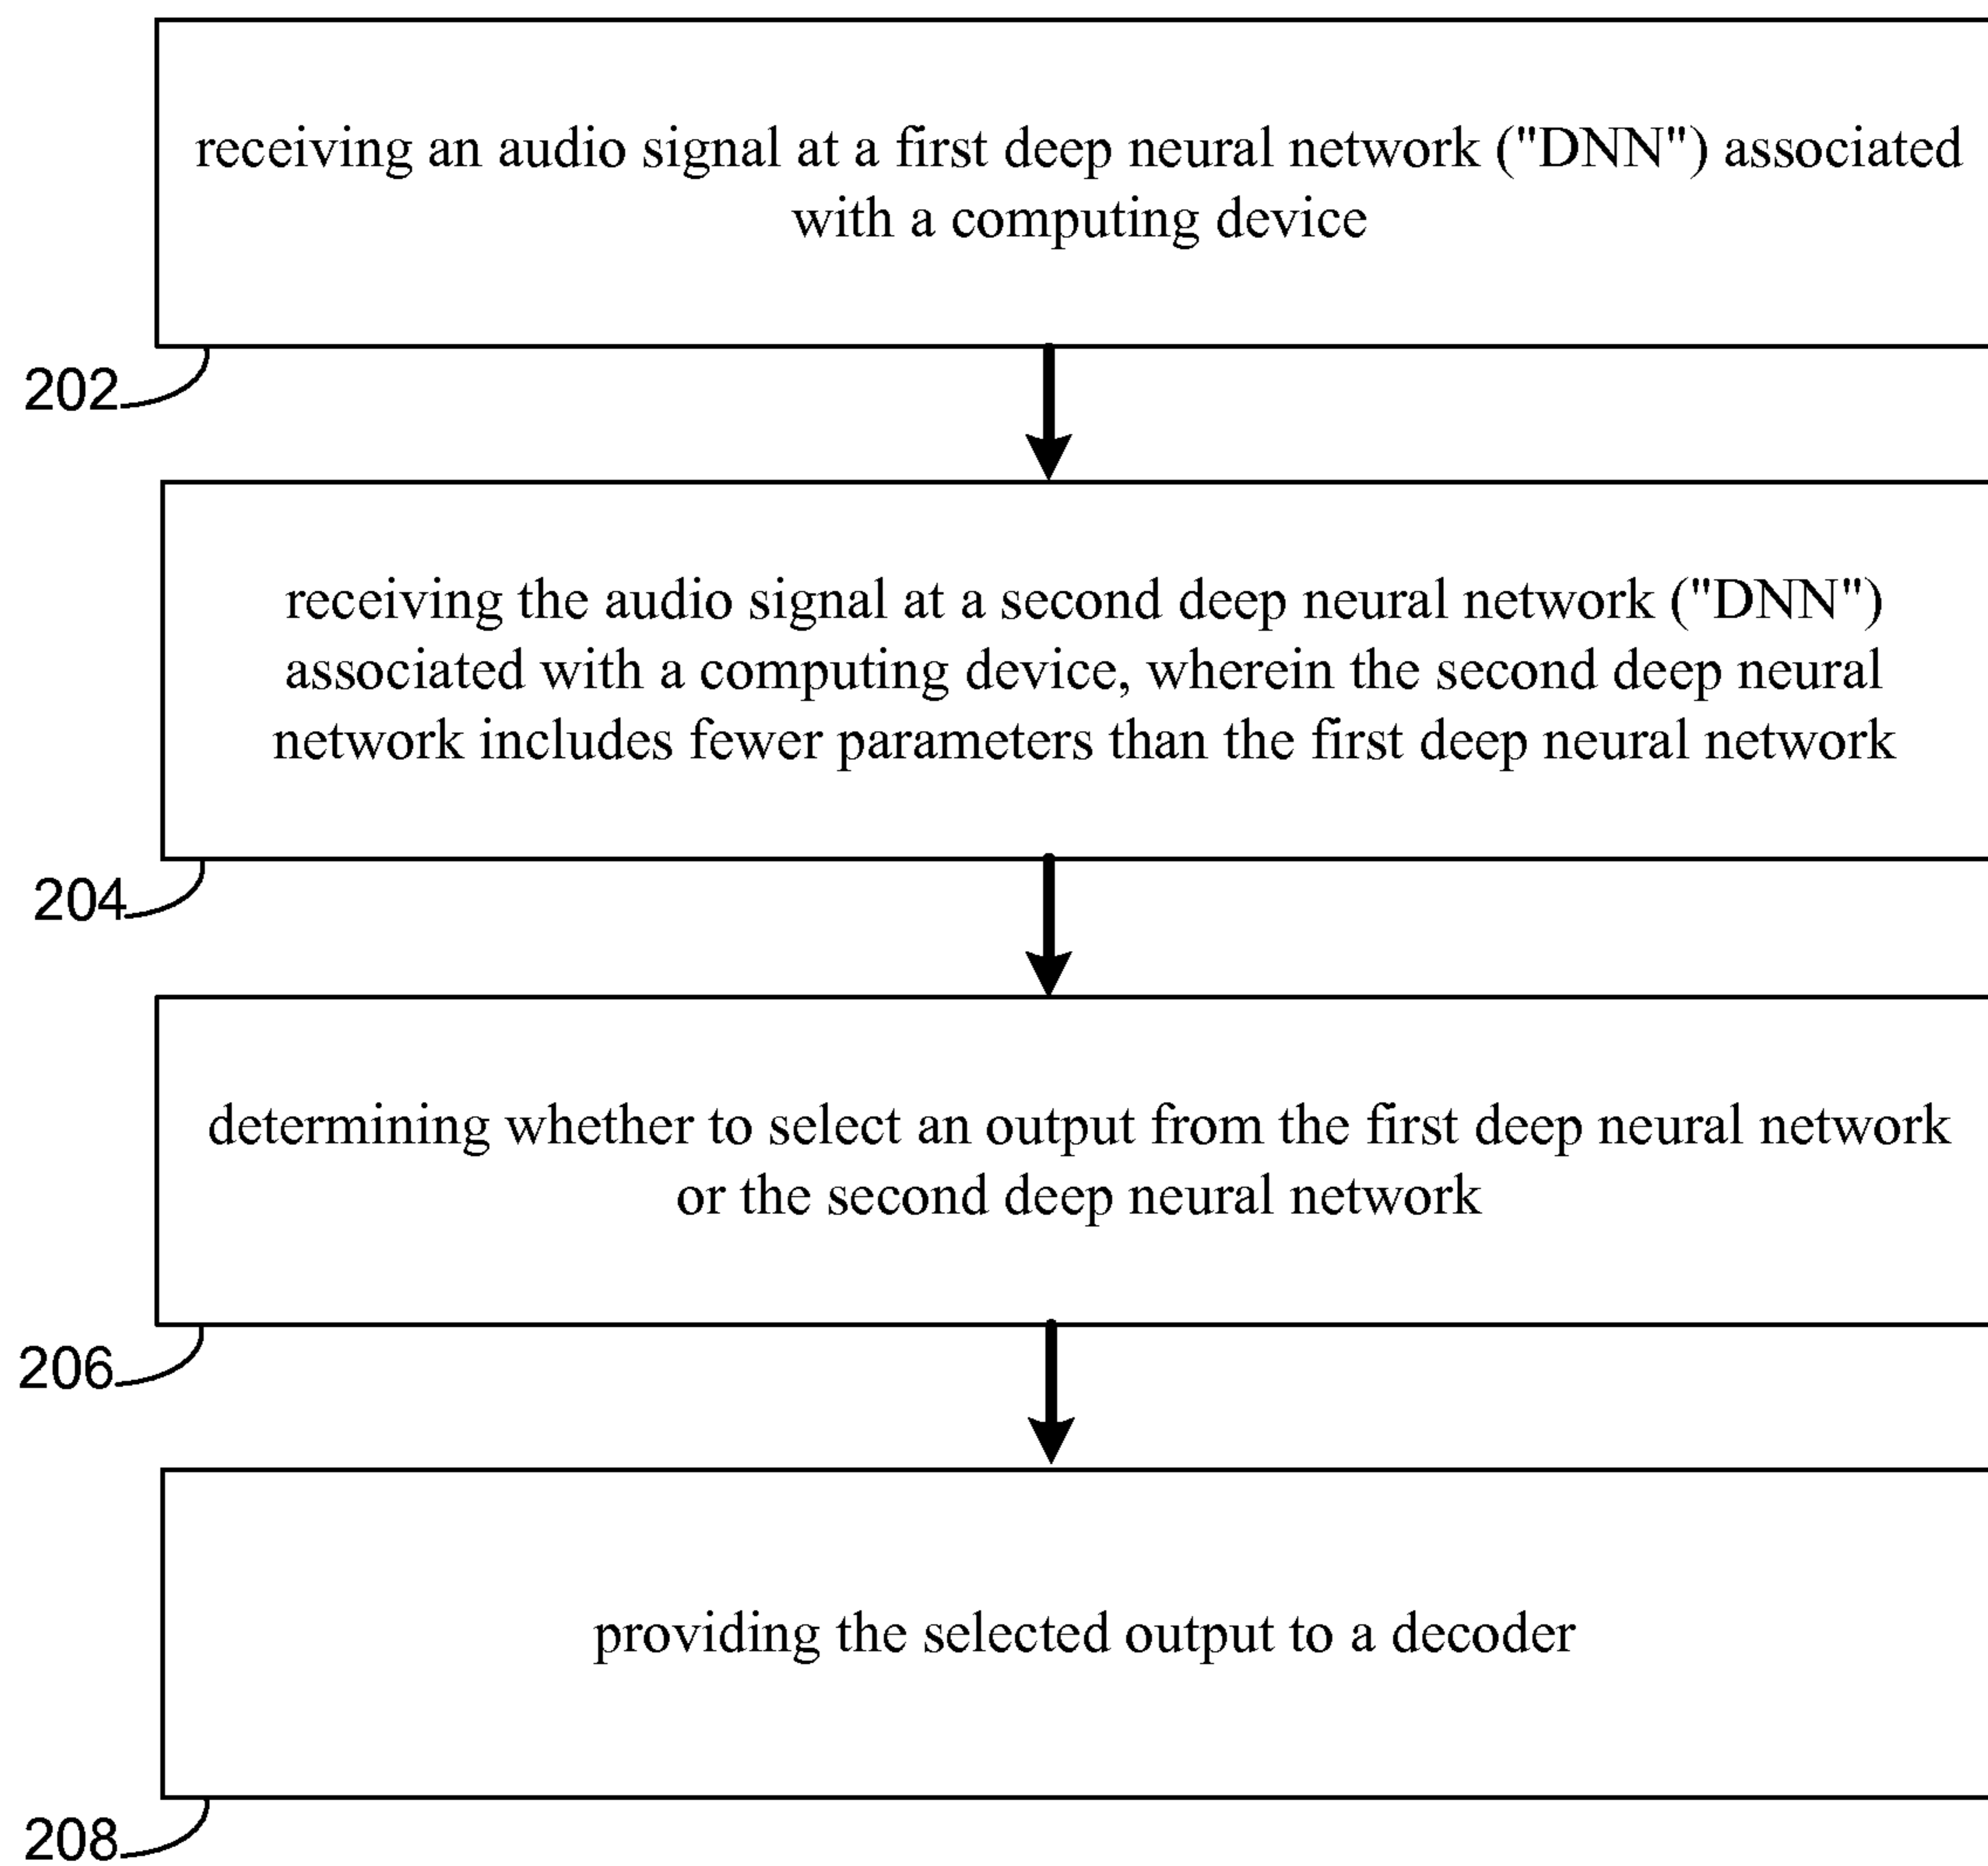 receiving an audio signal at a first deep neural network ("DNN") associated
with a computing device
202
receiving the audio signal at a second deep neural network ("DNN")
associated with a computing device, wherein the second deep neural
network includes fewer parameters than the first deep neural network
204
determining whether to select an output from the first deep neural network
or the second deep neural network
206
providing the selected output to a decoder
208